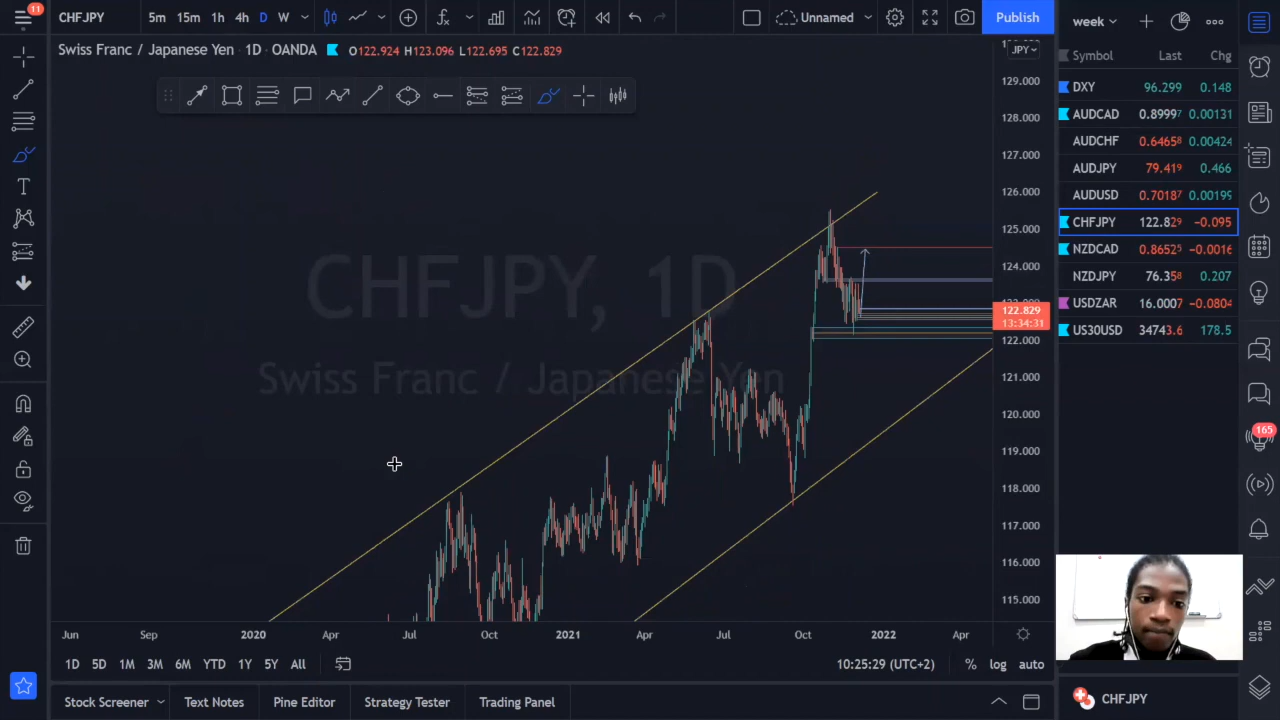 11
CHFJPY
5m 15m 1h 4h D W
Unnamed
Publish
week
Swiss Franc / Japanese Yen · 1D · OANDA O122.924 H123.096 L122.695 C122.829
JPY
Symbol Last Chg
DXY 96.299 0.148
AUDCAD 0.89997 0.00131
AUDCHF 0.64658 0.00424
AUDJPY 79.419 0.466
AUDUSD 0.70187 0.00195
CHFJPY 122.829 -0.095
NZDCAD 0.86525 -0.0016
NZDJPY 76.358 0.207
USDZAR 16.0007 -0.0804
US30USD 34743.6 178.5
129.000
128.000
127.000
126.000
125.000
124.000
122.829
13:34:31
122.000
121.000
120.000
119.000
118.000
117.000
116.000
115.000
CHFJPY, 1D
Swiss Franc / Japanese Yen
165
Jun Sep 2020 Apr Jul Oct 2021 Apr Jul Oct 2022 Apr
1D 5D 1M 3M 6M YTD 1Y 5Y All
10:25:29 (UTC+2) % log auto
Stock Screener Text Notes Pine Editor Strategy Tester Trading Panel
CHFJPY